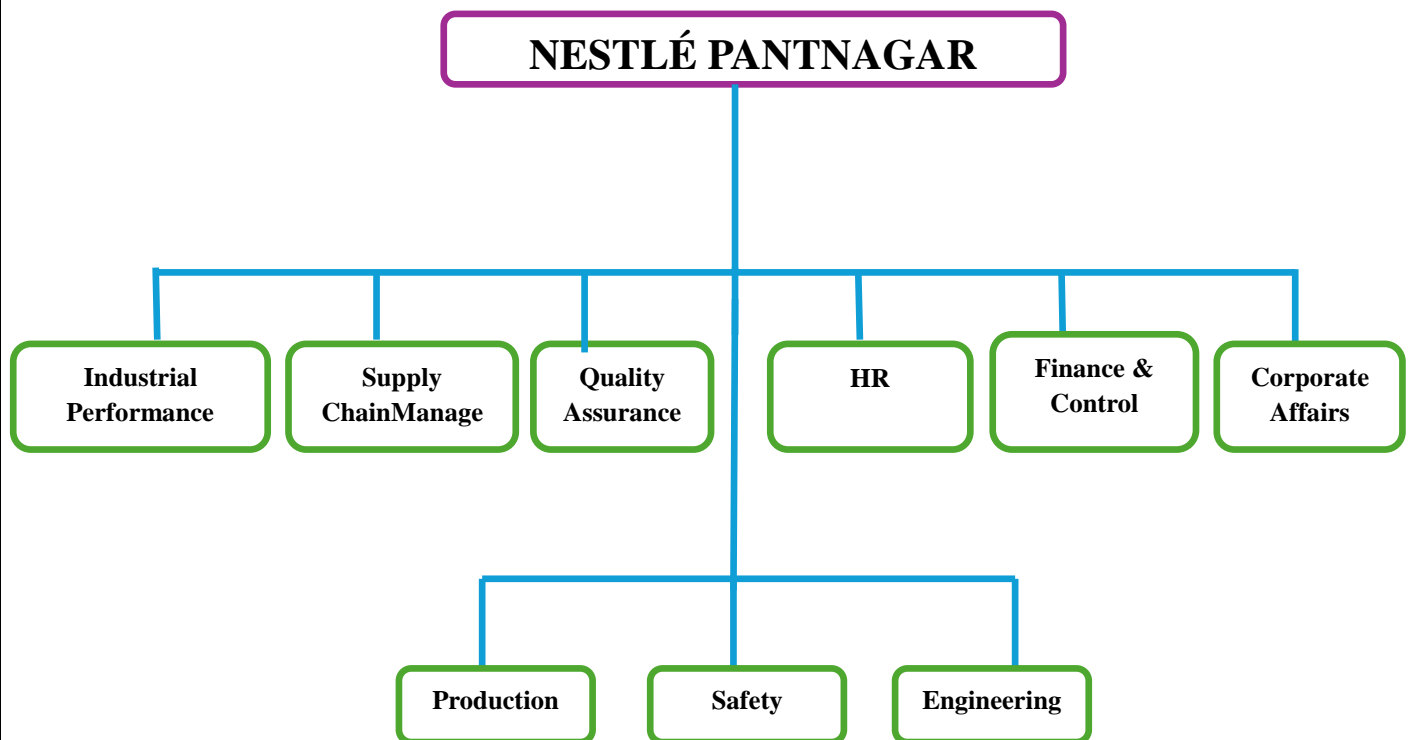 NESTLÉ PANTNAGAR
Industrial
Performance
Supply
ChainManage
Quality
Assurance
HR
Finance &
Control
Corporate
Affairs
Production
Safety
Engineering